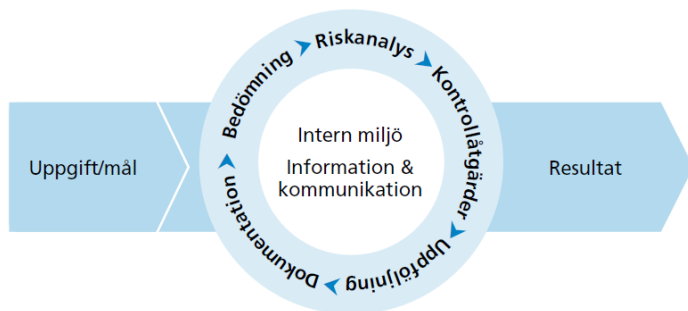 Uppgift/mål
Bedömning
Riskanalys
Kontrollåtgärder
Uppföljning
Dokumentation
Intern miljö
Information &
kommunikation
Resultat